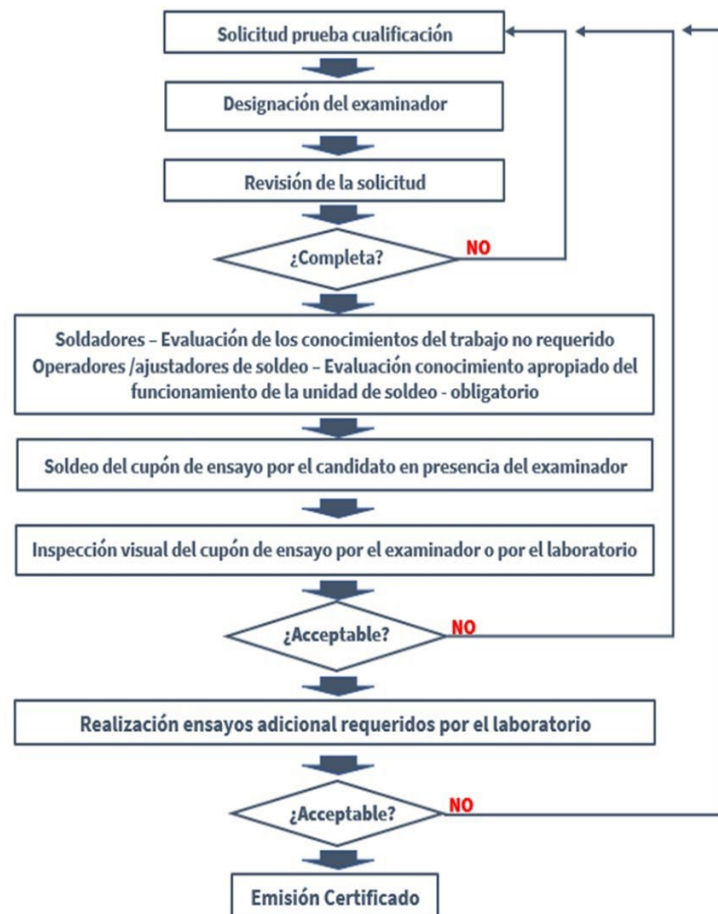 Solicitud prueba cualificación
Designación del examinador
Revisión de la solicitud
¿Completa?
NO
Soldadores – Evaluación de los conocimientos del trabajo no requerido
Operadores /ajustadores de soldeo – Evaluación conocimiento apropiado del
funcionamiento de la unidad de soldeo - obligatorio
Soldeo del cupón de ensayo por el candidato en presencia del examinador
Inspección visual del cupón de ensayo por el examinador o por el laboratorio
¿Acceptable?
NO
Realización ensayos adicional requeridos por el laboratorio
¿Acceptable?
NO
Emisión Certificado